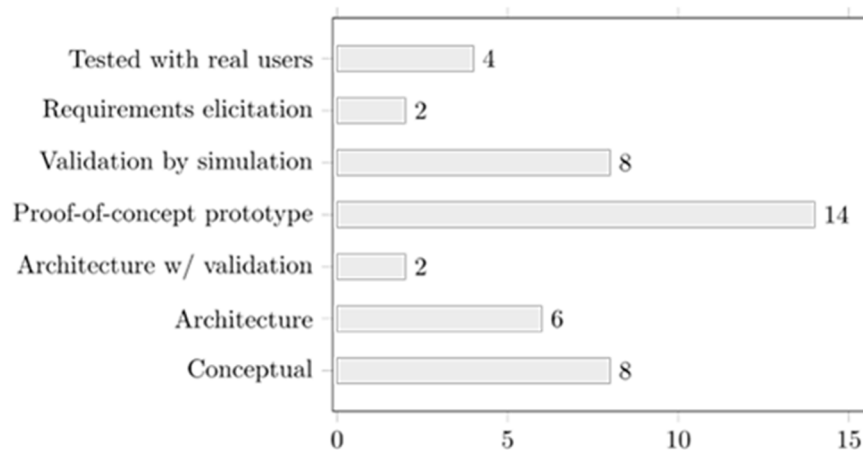 Tested with real users 4
Requirements elicitation 2
Validation by simulation 8
Proof-of-concept prototype 14
Architecture w/ validation 2
Architecture 6
Conceptual 8
0 5 10 15